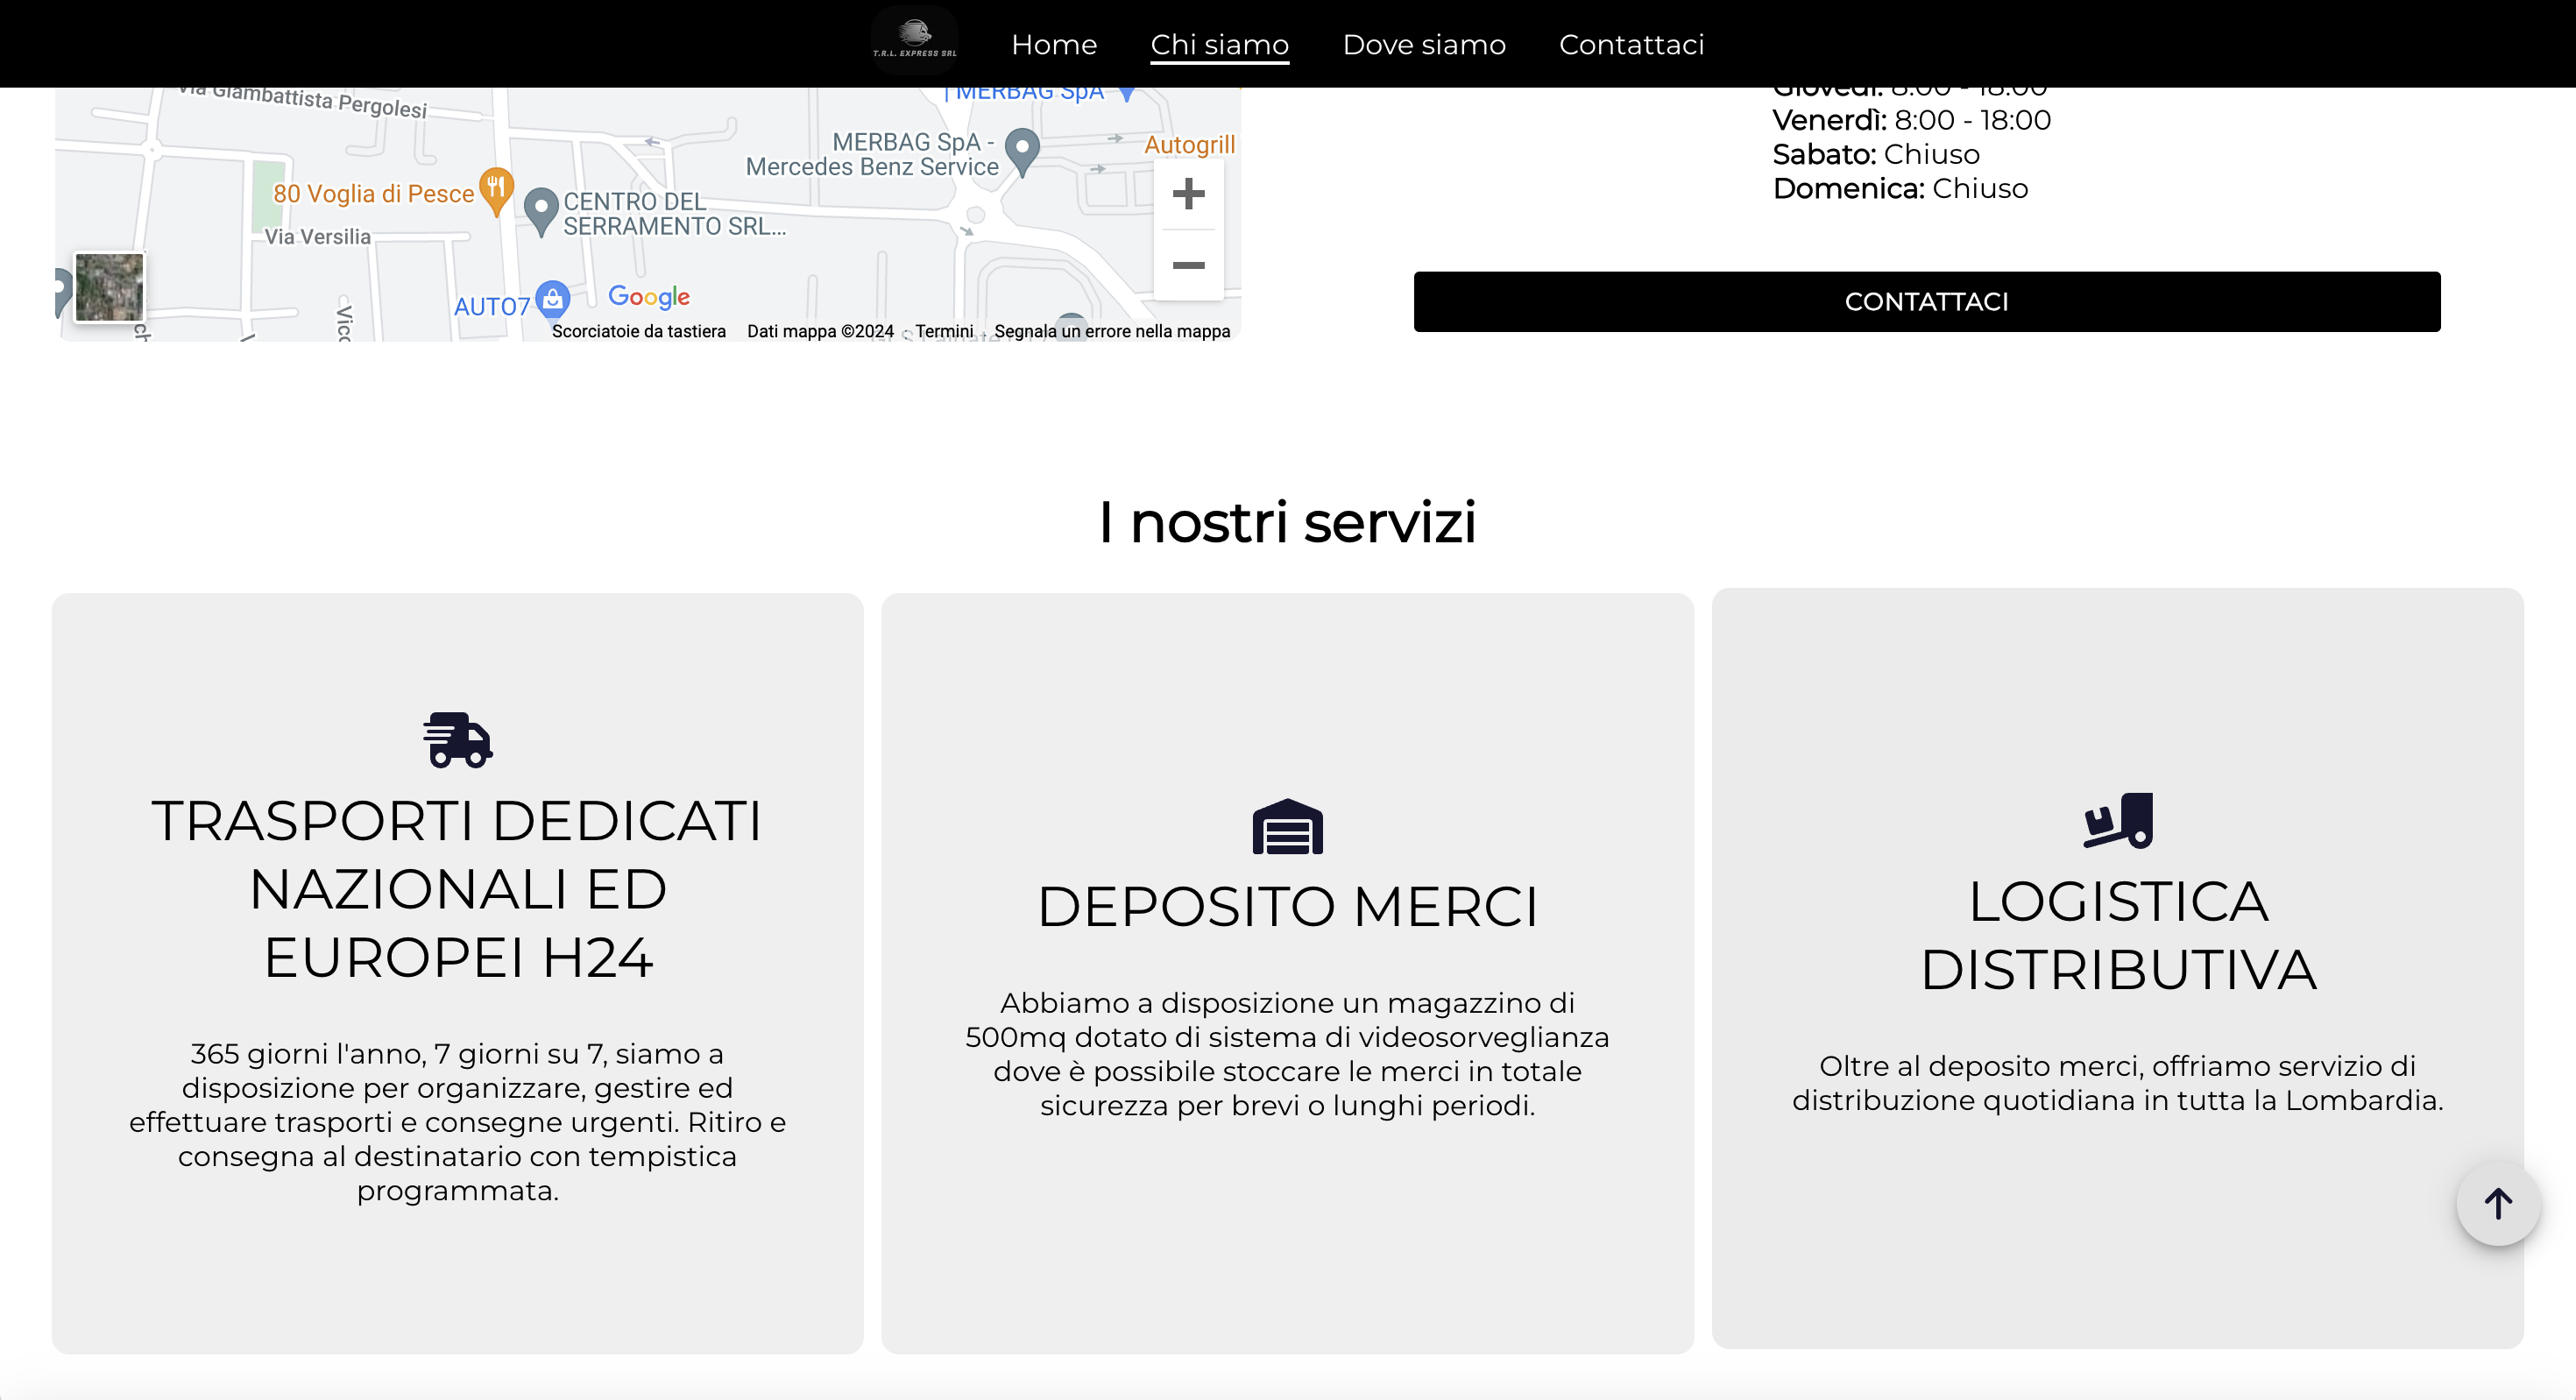 T.R.L. EXPRESS SRL
Home
Chi siamo
Dove siamo
Contattaci
Via Giambattista Pergolesi
MERBAG SpA
MERBAG SpA -
Mercedes Benz Service
Autogrill
80 Voglia di Pesce
CENTRO DEL
SERRAMENTO SRL...
Via Versilia
AUTO7
Google
Scorciatoie da tastiera
Dati mappa ©2024
Termini
Segnala un errore nella mappa
Giovedì: 8:00 - 18:00
Venerdì: 8:00 - 18:00
Sabato: Chiuso
Domenica: Chiuso
CONTATTACI
I nostri servizi
TRASPORTI DEDICATI
NAZIONALI ED
EUROPEI H24
365 giorni l'anno, 7 giorni su 7, siamo a
disposizione per organizzare, gestire ed
effettuare trasporti e consegne urgenti. Ritiro e
consegna al destinatario con tempistica
programmata.
DEPOSITO MERCI
Abbiamo a disposizione un magazzino di
500mq dotato di sistema di videosorveglianza
dove è possibile stoccare le merci in totale
sicurezza per brevi o lunghi periodi.
LOGISTICA
DISTRIBUTIVA
Oltre al deposito merci, offriamo servizio di
distribuzione quotidiana in tutta la Lombardia.